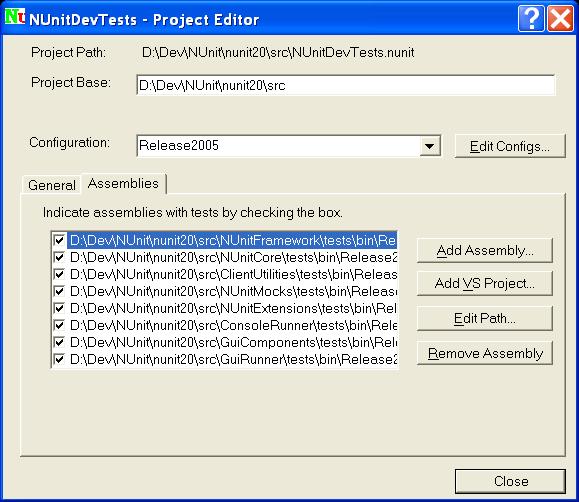 NUnitDevTests - Project Editor
Project Path: D:\Dev\NUnit\nunit20\src\NUnitDevTests.nunit
Project Base: D:\Dev\NUnit\nunit20\src
Configuration: Release2005 Edit Configs...
General Assemblies
Indicate assemblies with tests by checking the box.
D:\Dev\NUnit\nunit20\src\NUnitFramework\tests\bin\Re
D:\Dev\NUnit\nunit20\src\NUnitCore\tests\bin\Release2
D:\Dev\NUnit\nunit20\src\ClientUtilities\tests\bin\Releas
D:\Dev\NUnit\nunit20\src\NUnitMocks\tests\bin\Releas
D:\Dev\NUnit\nunit20\src\NUnitExtensions\tests\bin\Rel
D:\Dev\NUnit\nunit20\src\ConsoleRunner\tests\bin\Rele
D:\Dev\NUnit\nunit20\src\GuiComponents\tests\bin\Rel
D:\Dev\NUnit\nunit20\src\GuiRunner\tests\bin\Release2
Add Assembly...
Add VS Project...
Edit Path...
Remove Assembly
Close